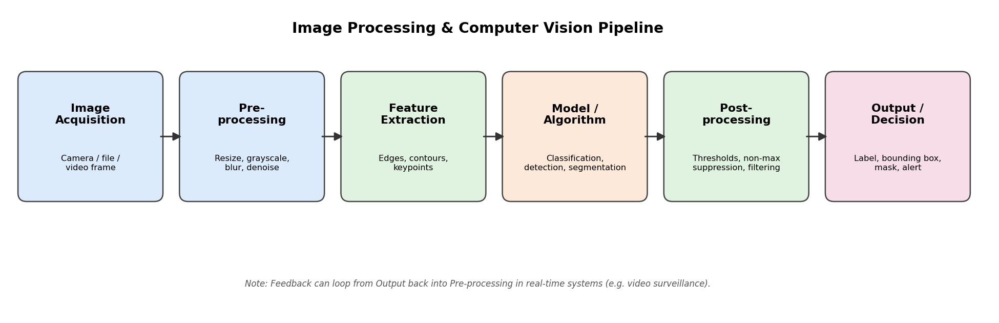 Image Processing & Computer Vision Pipeline
Image
Acquisition
Camera / file /
video frame
Pre-
processing
Resize, grayscale,
blur, denoise
Feature
Extraction
Edges, contours,
keypoints
Model /
Algorithm
Classification,
detection, segmentation
Post-
processing
Thresholds, non-max
suppression, filtering
Output /
Decision
Label, bounding box,
mask, alert
Note: Feedback can loop from Output back into Pre-processing in real-time systems (e.g. video surveillance).